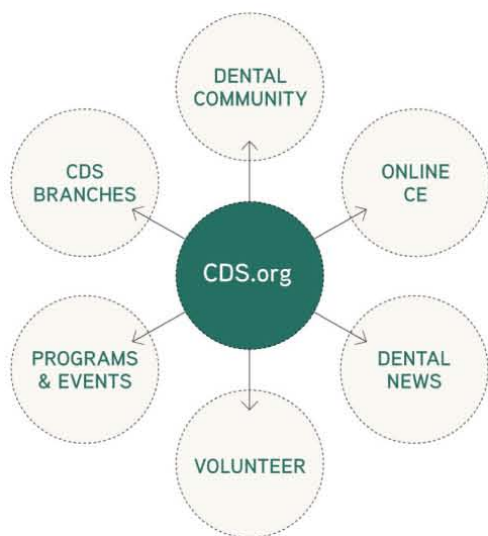 DENTAL
COMMUNITY
CDS
BRANCHES
ONLINE
CE
CDS.org
PROGRAMS
& EVENTS
DENTAL
NEWS
VOLUNTEER